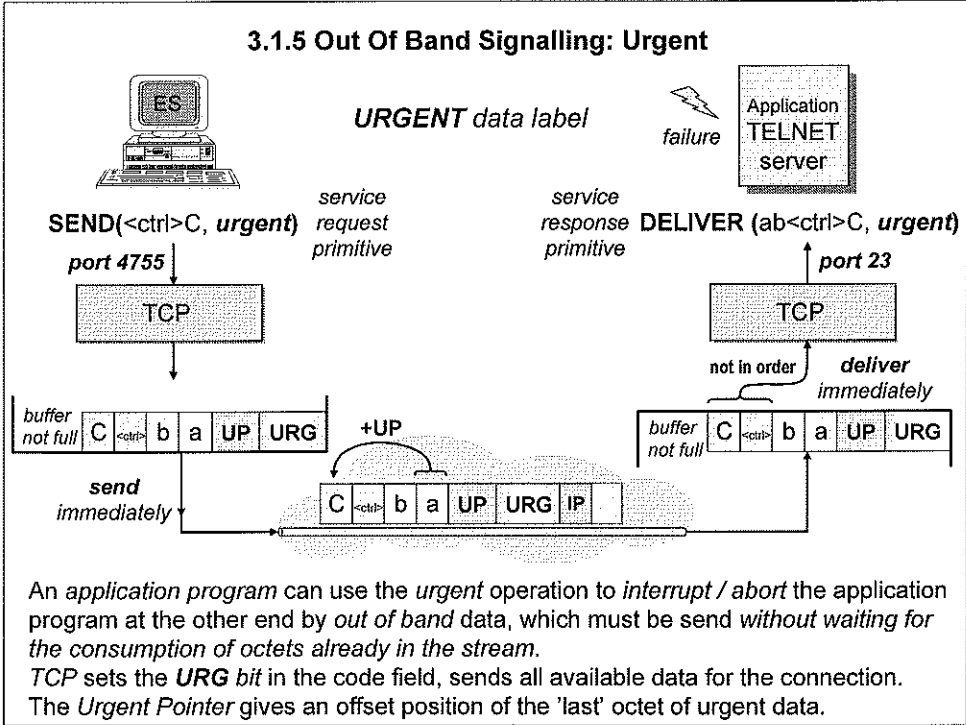 3.1.5 Out Of Band Signalling: Urgent
ES
URGENT data label
failure
Application
TELNET
server
SEND(<ctrl>C, urgent)
service
request
primitive
service
response
primitive
DELIVER (ab<ctrl>C, urgent)
port 4755
port 23
TCP
TCP
not in order
deliver
immediately
buffer
not full
C <ctrl> b a UP URG
+UP
buffer
not full
C <ctrl> b a UP URG
send
immediately
C <ctrl> b a UP URG IP
An application program can use the urgent operation to interrupt / abort the application
program at the other end by out of band data, which must be send without waiting for
the consumption of octets already in the stream.
TCP sets the URG bit in the code field, sends all available data for the connection.
The Urgent Pointer gives an offset position of the 'last' octet of urgent data.